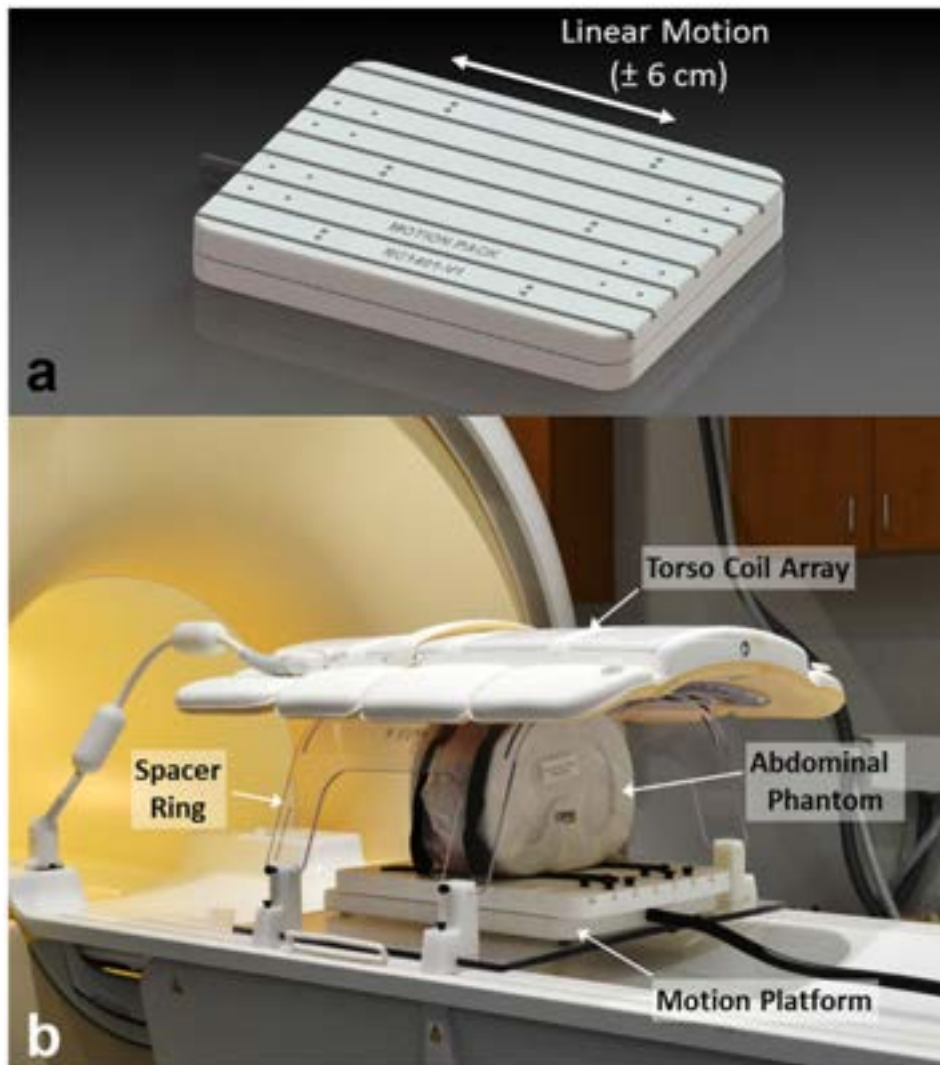 Linear Motion
(± 6 cm)
MOTION PACK
a
Torso Coil Array
Spacer
Ring
Abdominal
Phantom
Motion Platform
b